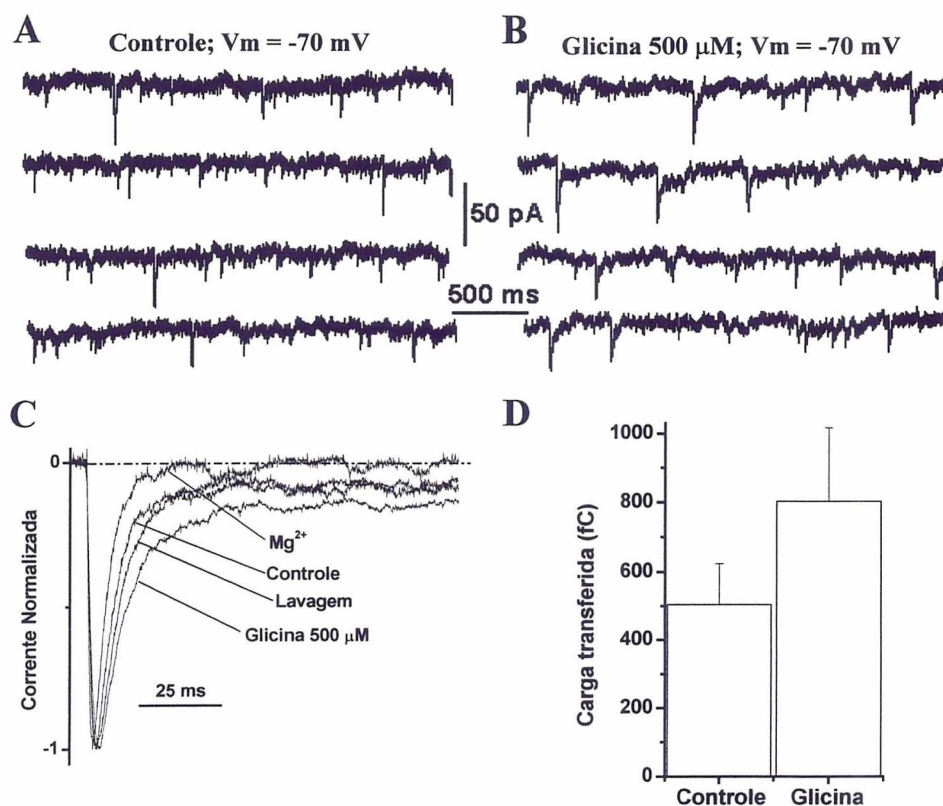 A
Controle; Vm = -70 mV
B
Glicina 500 µM; Vm = -70 mV
50 pA
500 ms
C
0
Mg2+
Controle
Lavagem
Glicina 500 µM
25 ms
-1
Corrente Normalizada
D
1000
800
600
400
200
0
Carga transferida (fC)
Controle Glicina